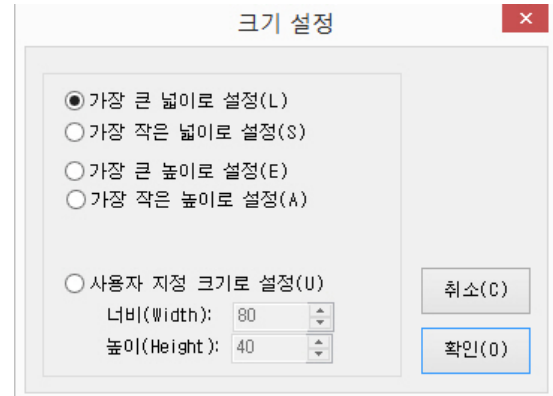 크기 설정
가장 큰 넓이로 설정(L)
가장 작은 넓이로 설정(S)
가장 큰 높이로 설정(E)
가장 작은 높이로 설정(A)
사용자 지정 크기로 설정(U)
너비(Width): 80
높이(Height): 40
취소(C)
확인(O)